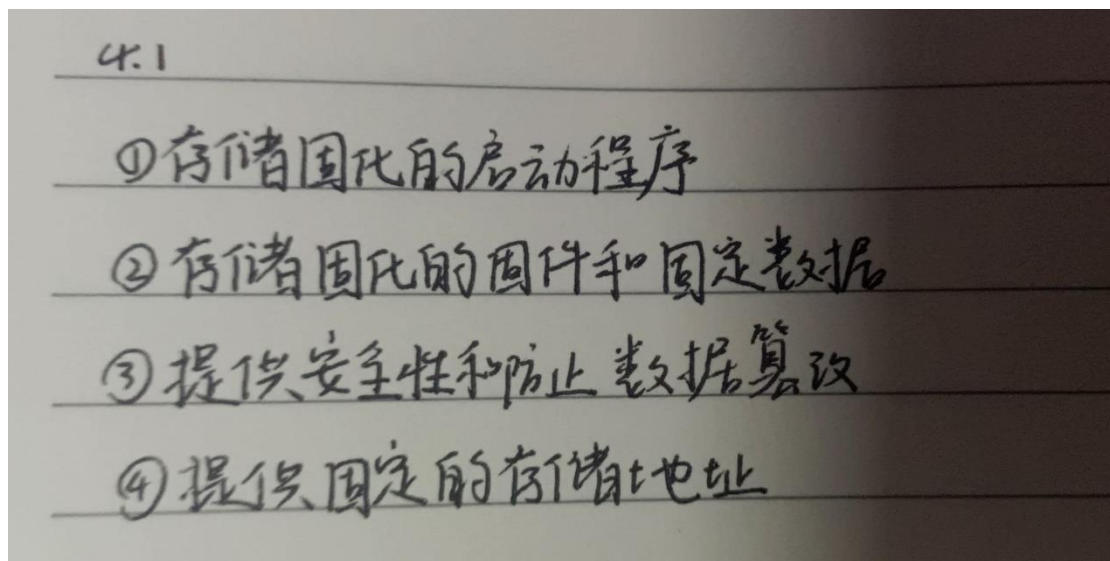 4.1
①存储固化的启动程序
②存储固化的固件和固定数据
③提供安全性和防止数据篡改
④提供固定的存储地址